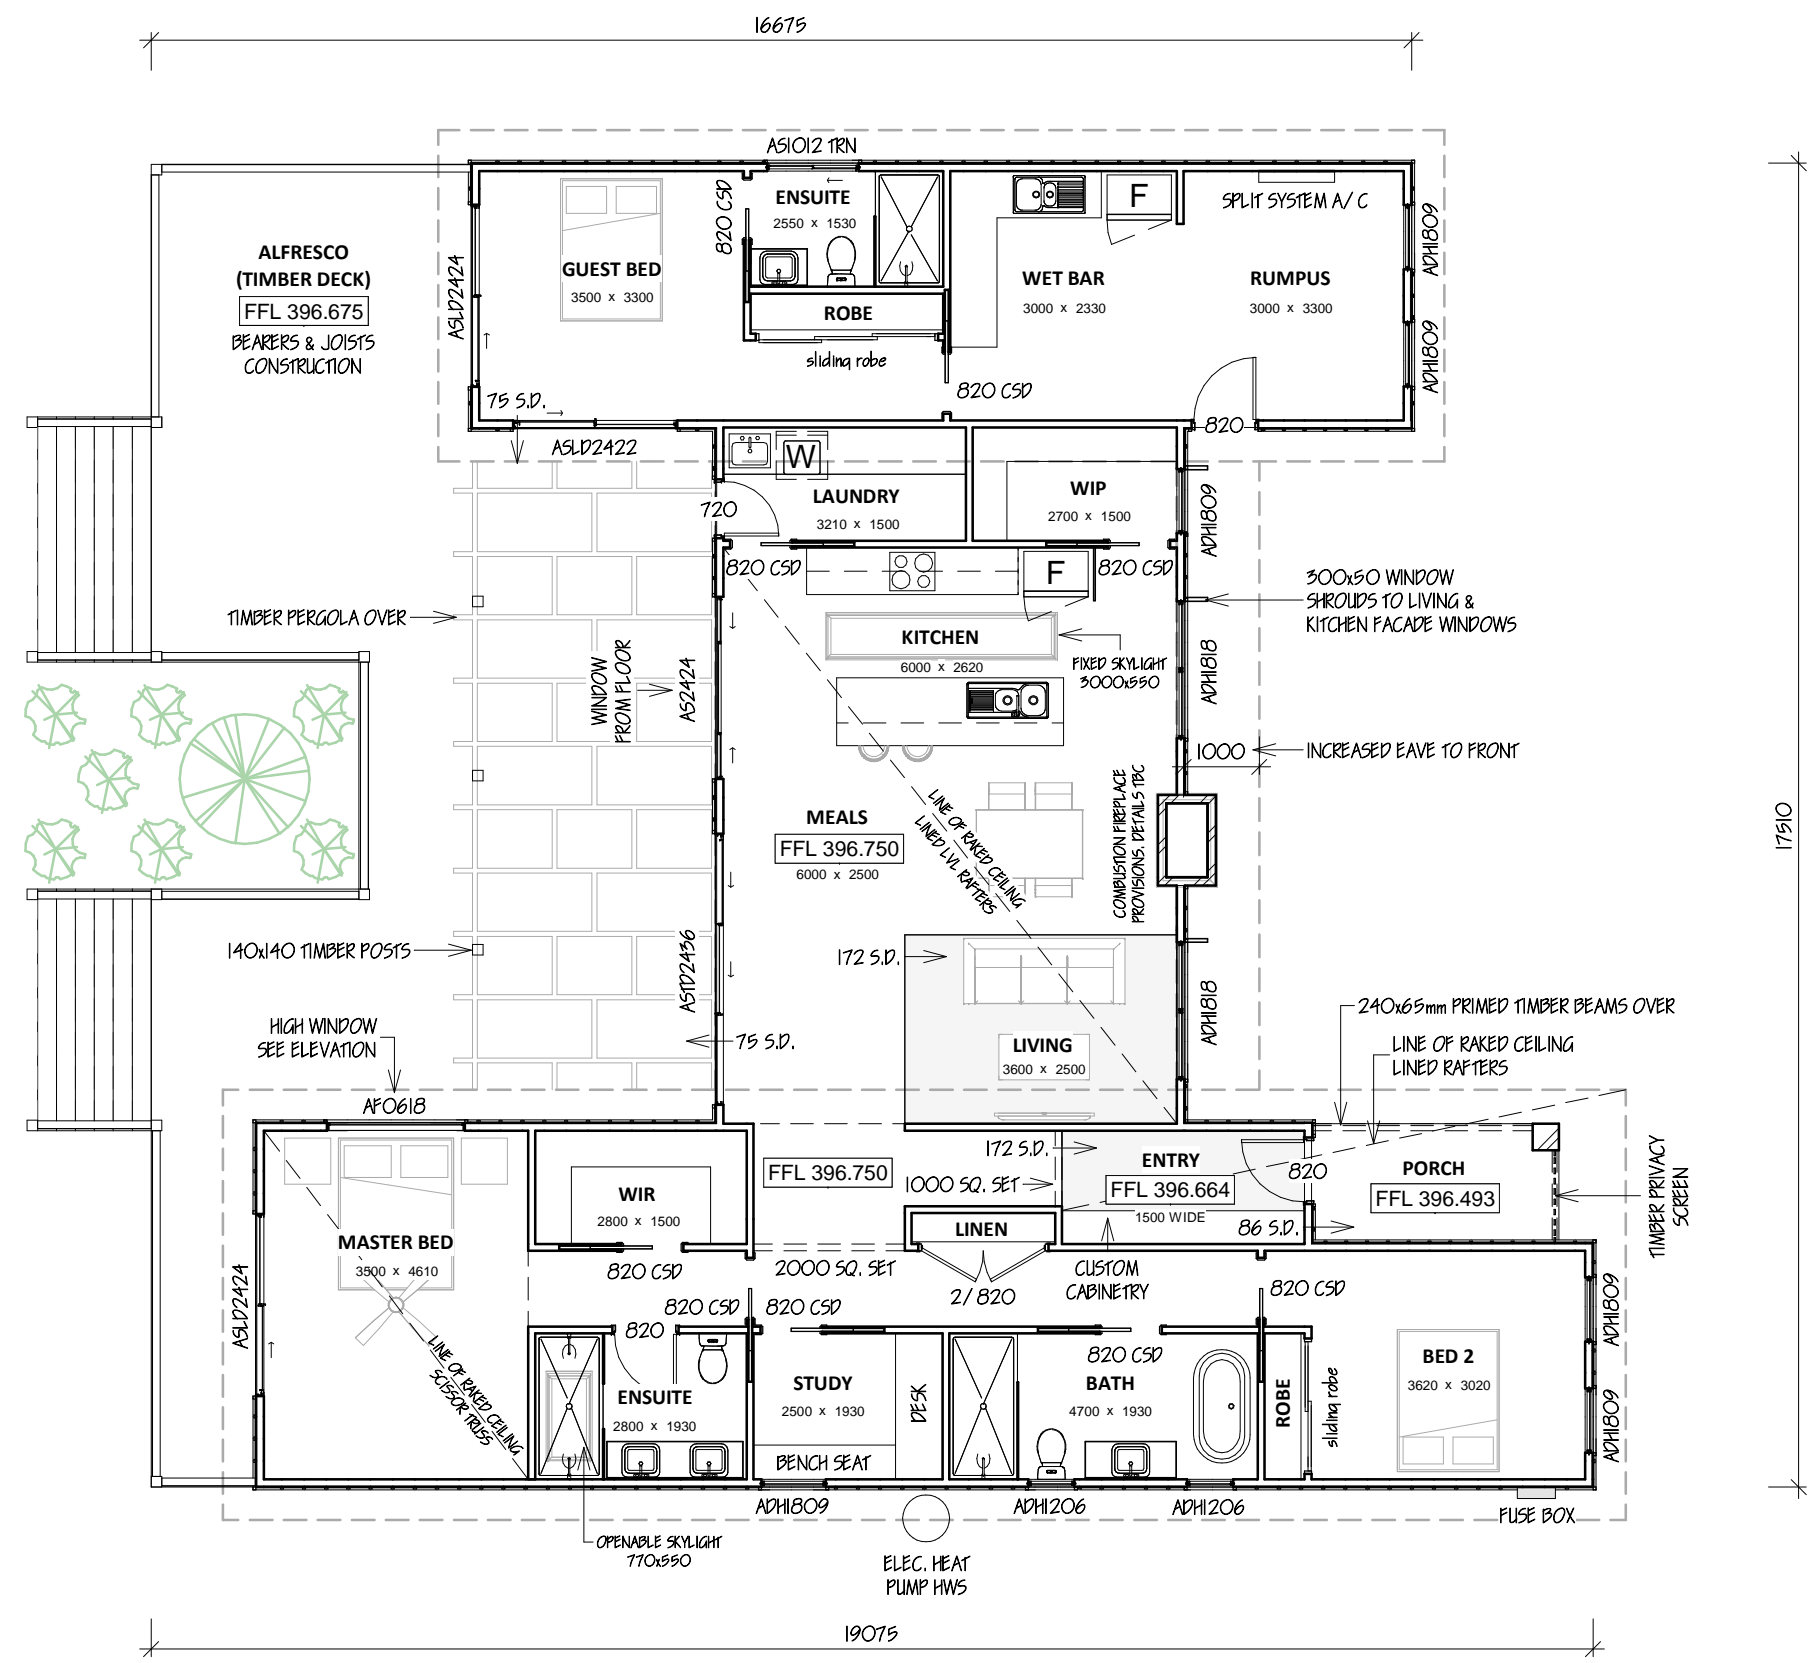 16675
AS1012 TRN
ALFRESCO
(TIMBER DECK)
FFL 396.675
BEARERS & JOISTS
CONSTRUCTION
ASLD2424
GUEST BED
3500 x 3300
820 CSD
ENSUITE
2550 x 1530
ROBE
sliding robe
F
WET BAR
3000 x 2330
820 CSD
SPLIT SYSTEM A/C
RUMPUS
3000 x 3300
ADH1809
ADH1809
75 S.D.
ASLD2422
820
W
LAUNDRY
3210 x 1500
720
WIP
2700 x 1500
ADH1809
820 CSD
F
820 CSD
300x50 WINDOW
SHROUDS TO LIVING &
KITCHEN FACADE WINDOWS
TIMBER PERGOLA OVER
WINDOW
FROM FLOOR
AS2424
KITCHEN
6000 x 2620
FIXED SKYLIGHT
3000x550
ADH1818
1000
INCREASED EAVE TO FRONT
17510
MEALS
FFL 396.750
6000 x 2500
LINE OF RAKED CEILING
LINED LVL RAFTERS
COMBUSTION FIREPLACE
PROVISIONS. DETAILS TBC
140x140 TIMBER POSTS
ASTD2436
172 S.D.
ADH1818
LIVING
3600 x 2500
75 S.D.
HIGH WINDOW
SEE ELEVATION
AFO618
240x65mm PRIMED TIMBER BEAMS OVER
LINE OF RAKED CEILING
LINED RAFTERS
TIMBER PRIVACY
SCREEN
172 S.D.
ENTRY
FFL 396.664
1500 WIDE
820
PORCH
FFL 396.493
86 S.D.
FFL 396.750
1000 SQ. SET
WIR
2800 x 1500
LINEN
MASTER BED
3500 x 4610
820 CSD
2000 SQ. SET
CUSTOM
CABINETRY
2/820
820 CSD
820 CSD
820 CSD
820
ASLD2424
LINE OF RAKED CEILING
SCISSOR TRUSS
ENSUITE
2800 x 1930
STUDY
2500 x 1930
DESK
BENCH SEAT
820 CSD
BATH
4700 x 1930
ROBE
sliding robe
BED 2
3620 x 3020
ADH1809
ADH1809
ADH1809
ADH1206
ADH1206
FUSE BOX
OPENABLE SKYLIGHT
770x550
ELEC. HEAT
PUMP HWS
19075